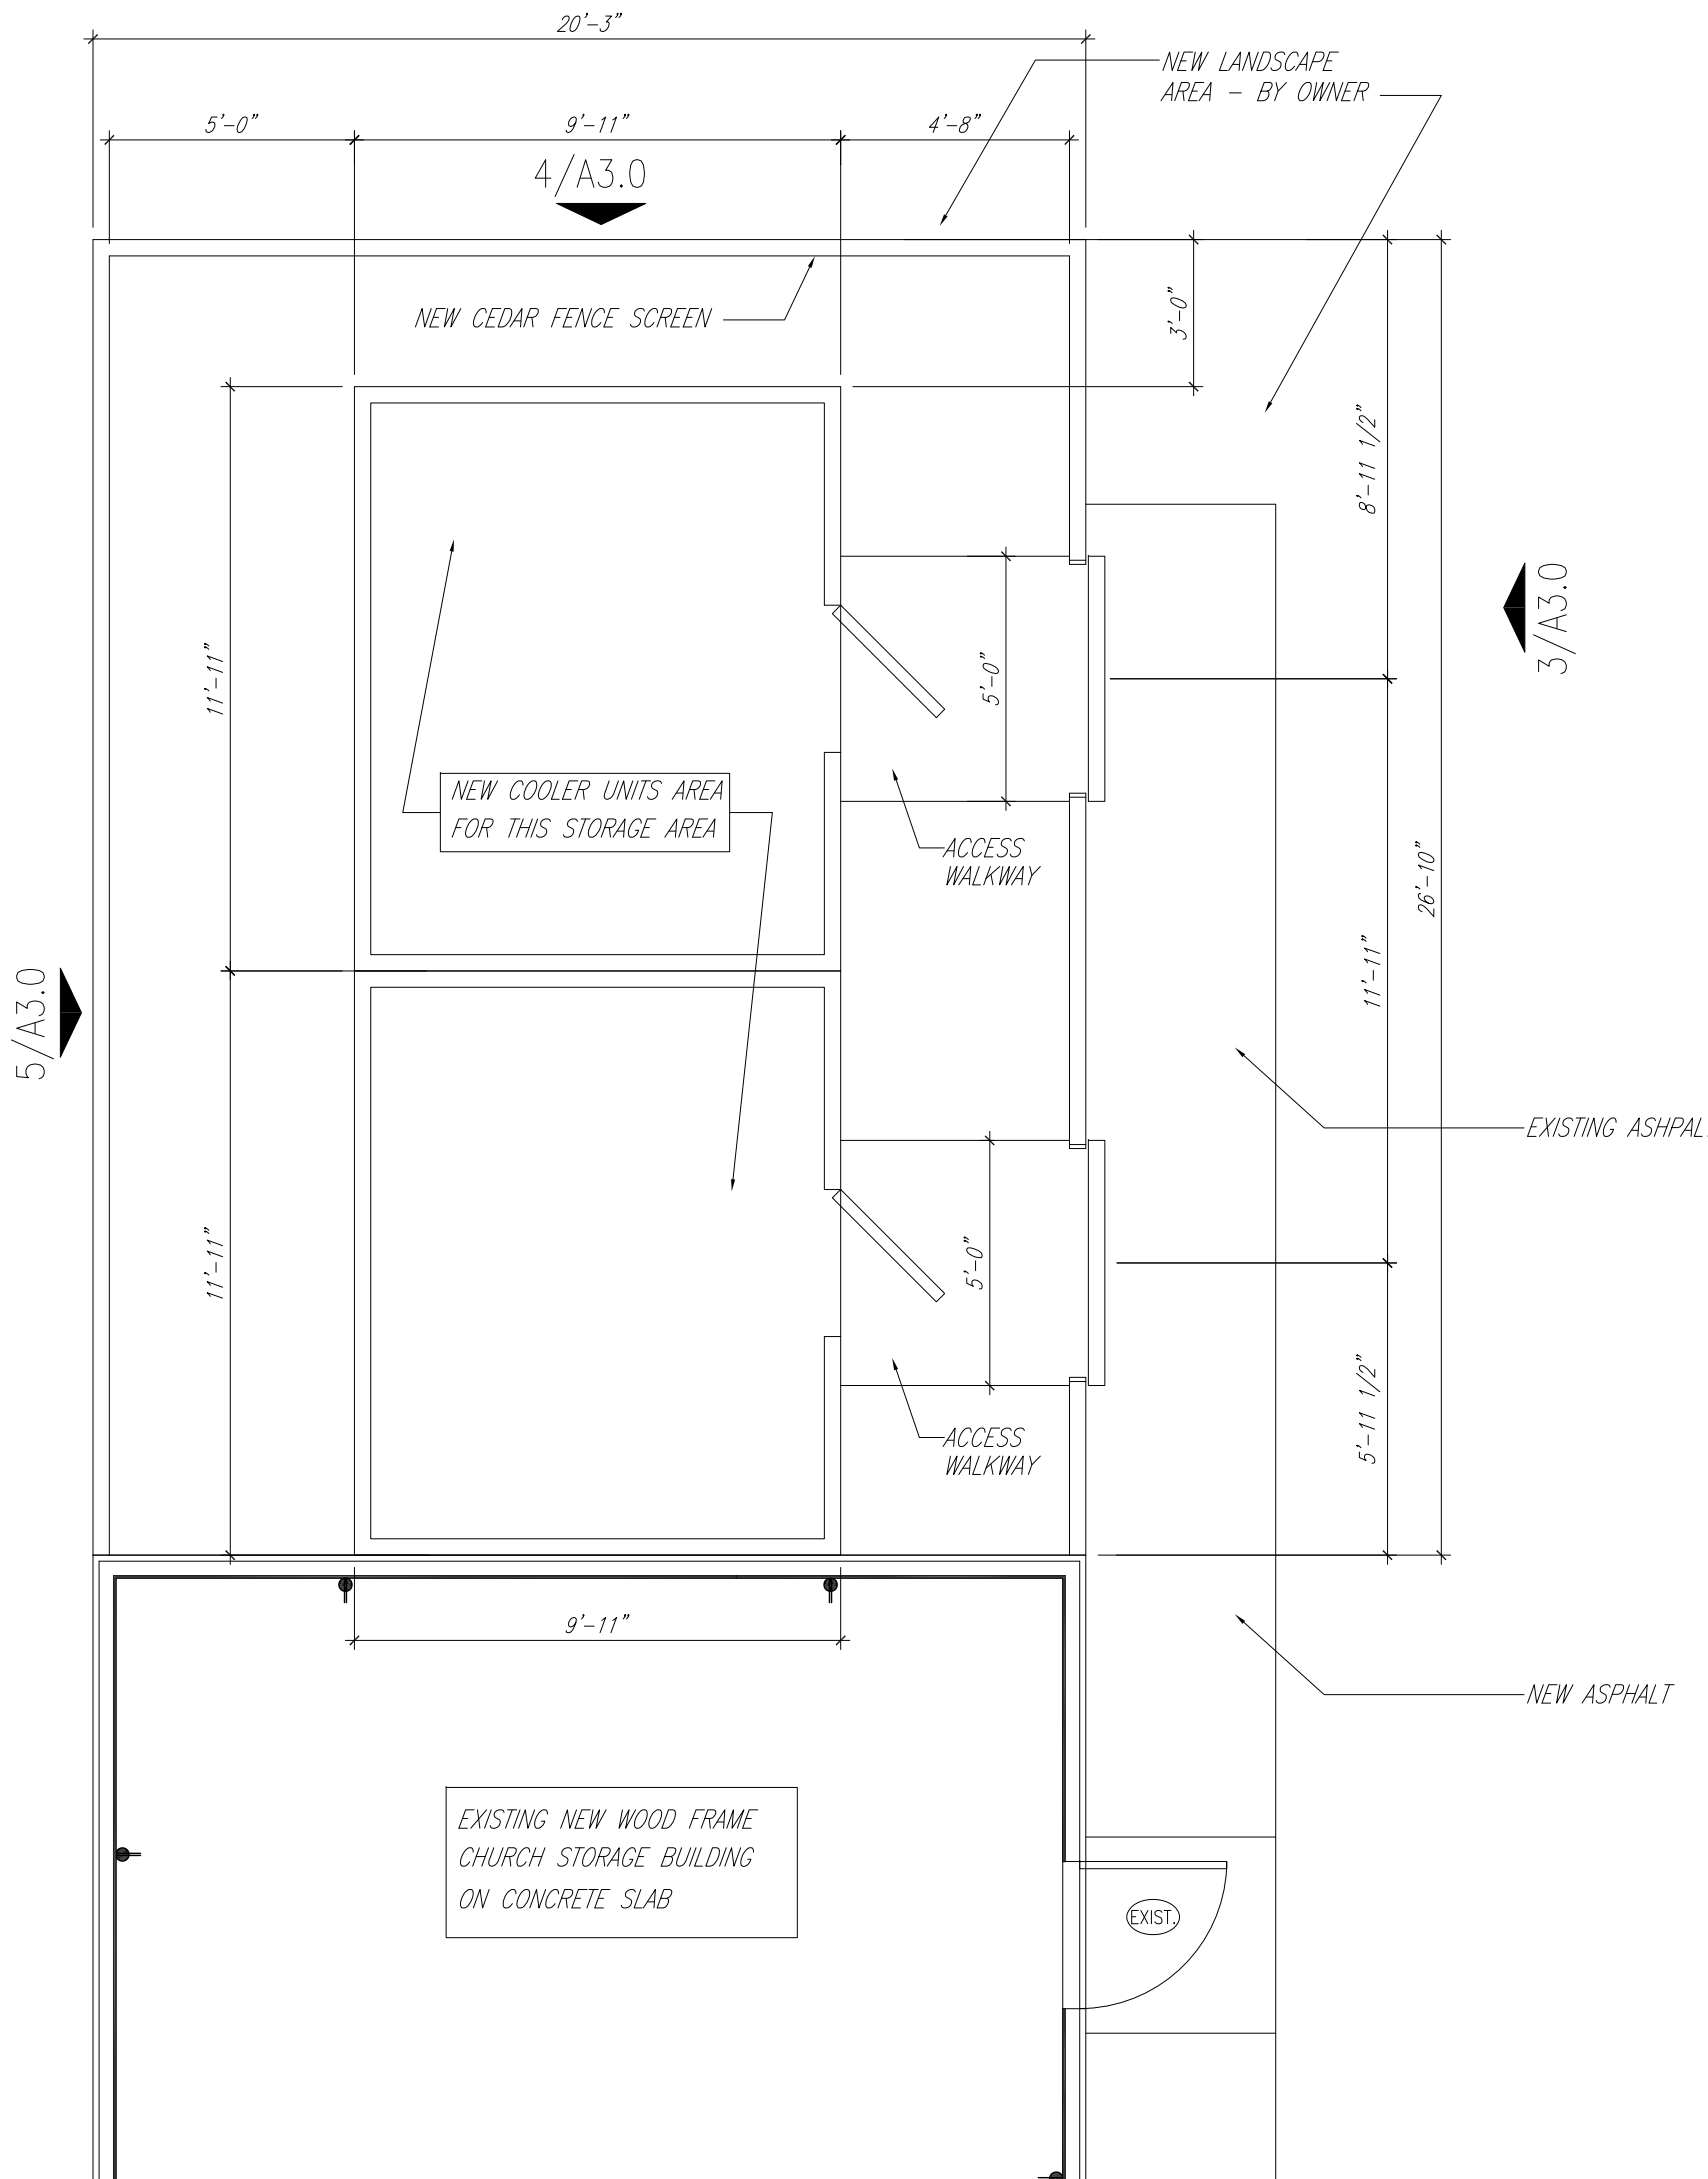 20'-3"
NEW LANDSCAPE
AREA - BY OWNER
5'-0"
9'-11"
4'-8"
4/A3.0
NEW CEDAR FENCE SCREEN
3'-0"
8'-11 1/2"
3/A3.0
11'-11"
5'-0"
NEW COOLER UNITS AREA
FOR THIS STORAGE AREA
ACCESS
WALKWAY
26'-10"
11'-11"
5/A3.0
EXISTING ASHPAL
11'-11"
5'-0"
5'-11 1/2"
ACCESS
WALKWAY
9'-11"
NEW ASPHALT
EXISTING NEW WOOD FRAME
CHURCH STORAGE BUILDING
ON CONCRETE SLAB
EXIST.